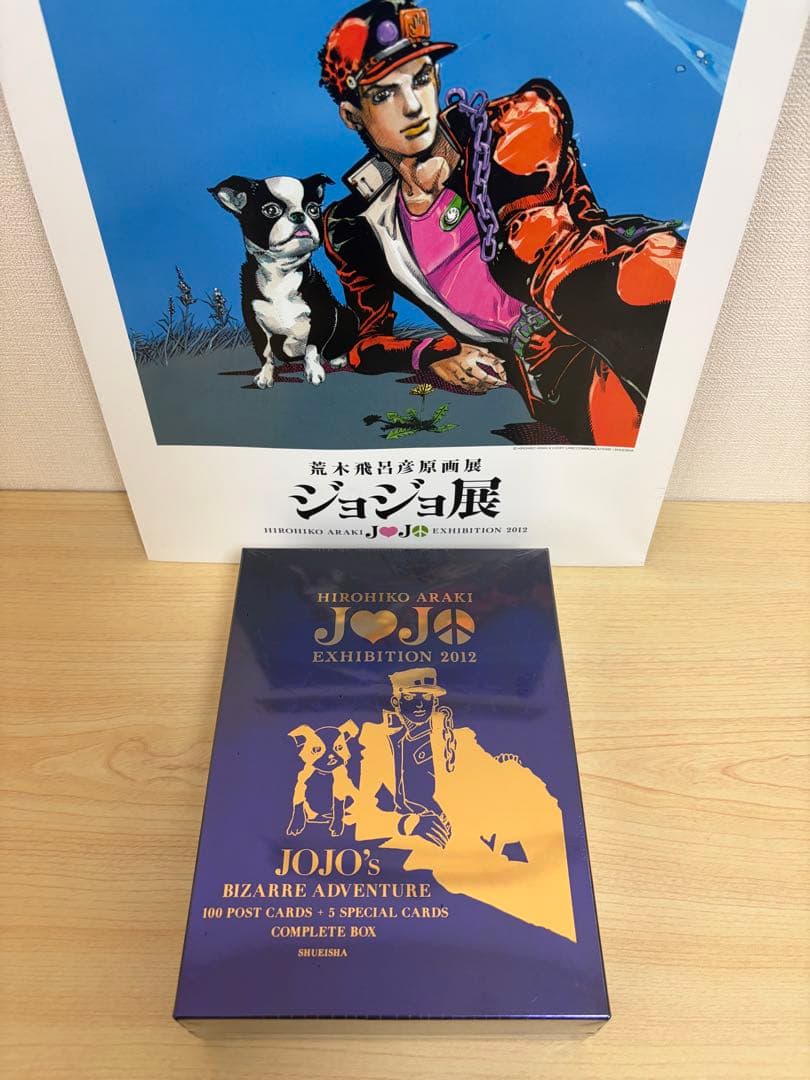 荒木飛呂彦原画展
ジョジョ展
HIROHIKO ARAKI JOJO EXHIBITION 2012
HIROHIKO ARAKI
JOJO
EXHIBITION 2012
JOJO's
BIZARRE ADVENTURE
100 POST CARDS + 5 SPECIAL CARDS
COMPLETE BOX
SHUEISHA